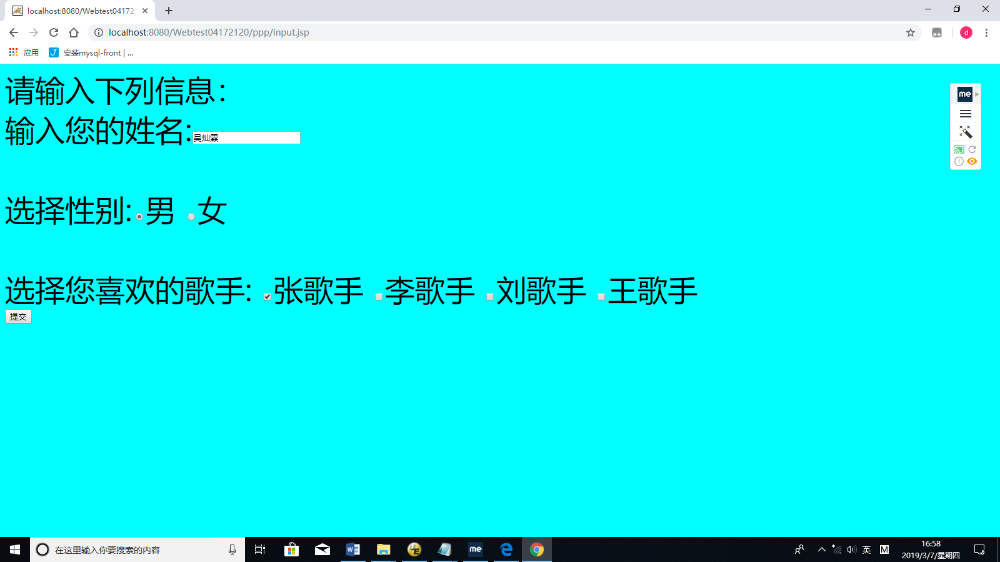 localhost:8080/Webtest04172
localhost:8080/Webtest04172120/ppp/input.jsp
d
应用
安装mysql-front | ...
请输入下列信息：
me
输入您的姓名:吴灿霖
选择性别: 男 女
选择您喜欢的歌手: 张歌手 李歌手 刘歌手 王歌手
提交
在这里输入你要搜索的内容
me
英
M
16:58
2019/3/7/星期四